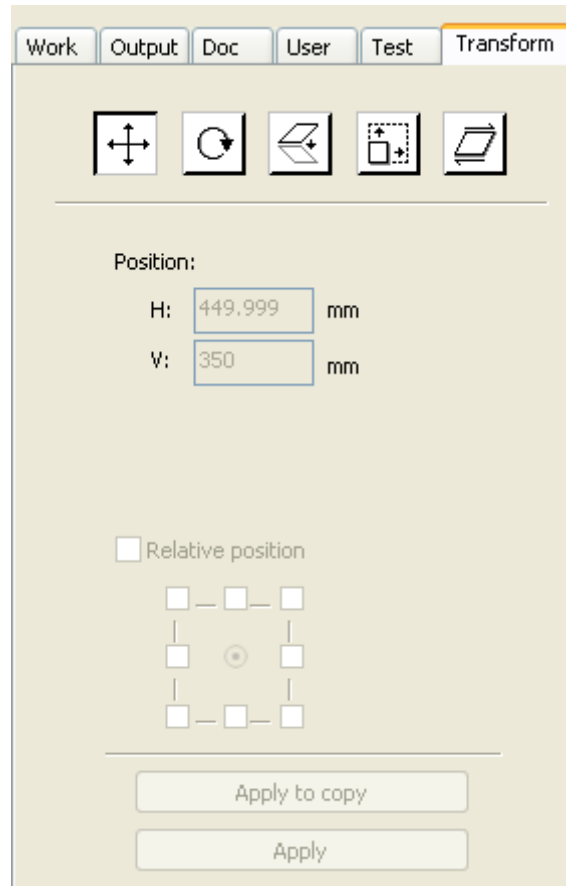 Work Output Doc User Test Transform
Position:
H: 449.999 mm
V: 350 mm
Relative position
Apply to copy
Apply